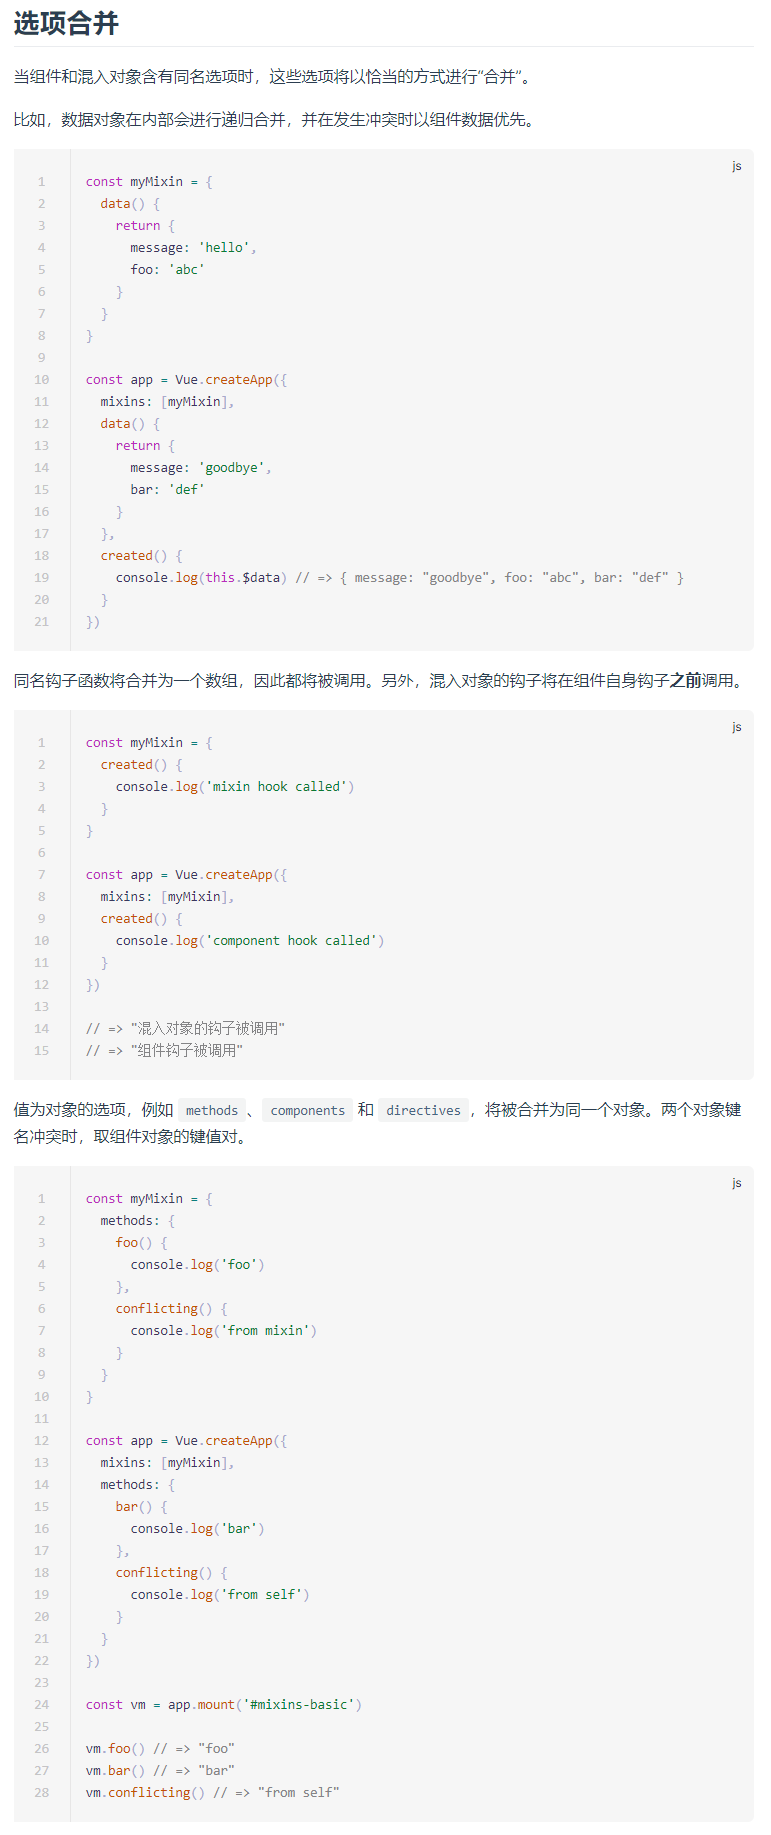 选项合并
当组件和混入对象含有同名选项时，这些选项将以恰当的方式进行“合并”。
比如，数据对象在内部会进行递归合并，并在发生冲突时以组件数据优先。
js
1 const myMixin = {
2   data() {
3     return {
4       message: 'hello',
5       foo: 'abc'
6     }
7   }
8 }
9
10 const app = Vue.createApp({
11   mixins: [myMixin],
12   data() {
13     return {
14       message: 'goodbye',
15       bar: 'def'
16     }
17   },
18   created() {
19     console.log(this.$data) // => { message: "goodbye", foo: "abc", bar: "def" }
20   }
21 })
同名钩子函数将合并为一个数组，因此都将被调用。另外，混入对象的钩子将在组件自身钩子之前调用。
js
1 const myMixin = {
2   created() {
3     console.log('mixin hook called')
4   }
5 }
6
7 const app = Vue.createApp({
8   mixins: [myMixin],
9   created() {
10     console.log('component hook called')
11   }
12 })
13
14 // => "混入对象的钩子被调用"
15 // => "组件钩子被调用"
值为对象的选项，例如 methods、components 和 directives，将被合并为同一个对象。两个对象键
名冲突时，取组件对象的键值对。
js
1 const myMixin = {
2   methods: {
3     foo() {
4       console.log('foo')
5     },
6     conflicting() {
7       console.log('from mixin')
8     }
9   }
10 }
11
12 const app = Vue.createApp({
13   mixins: [myMixin],
14   methods: {
15     bar() {
16       console.log('bar')
17     },
18     conflicting() {
19       console.log('from self')
20     }
21   }
22 })
23
24 const vm = app.mount('#mixins-basic')
25
26 vm.foo() // => "foo"
27 vm.bar() // => "bar"
28 vm.conflicting() // => "from self"